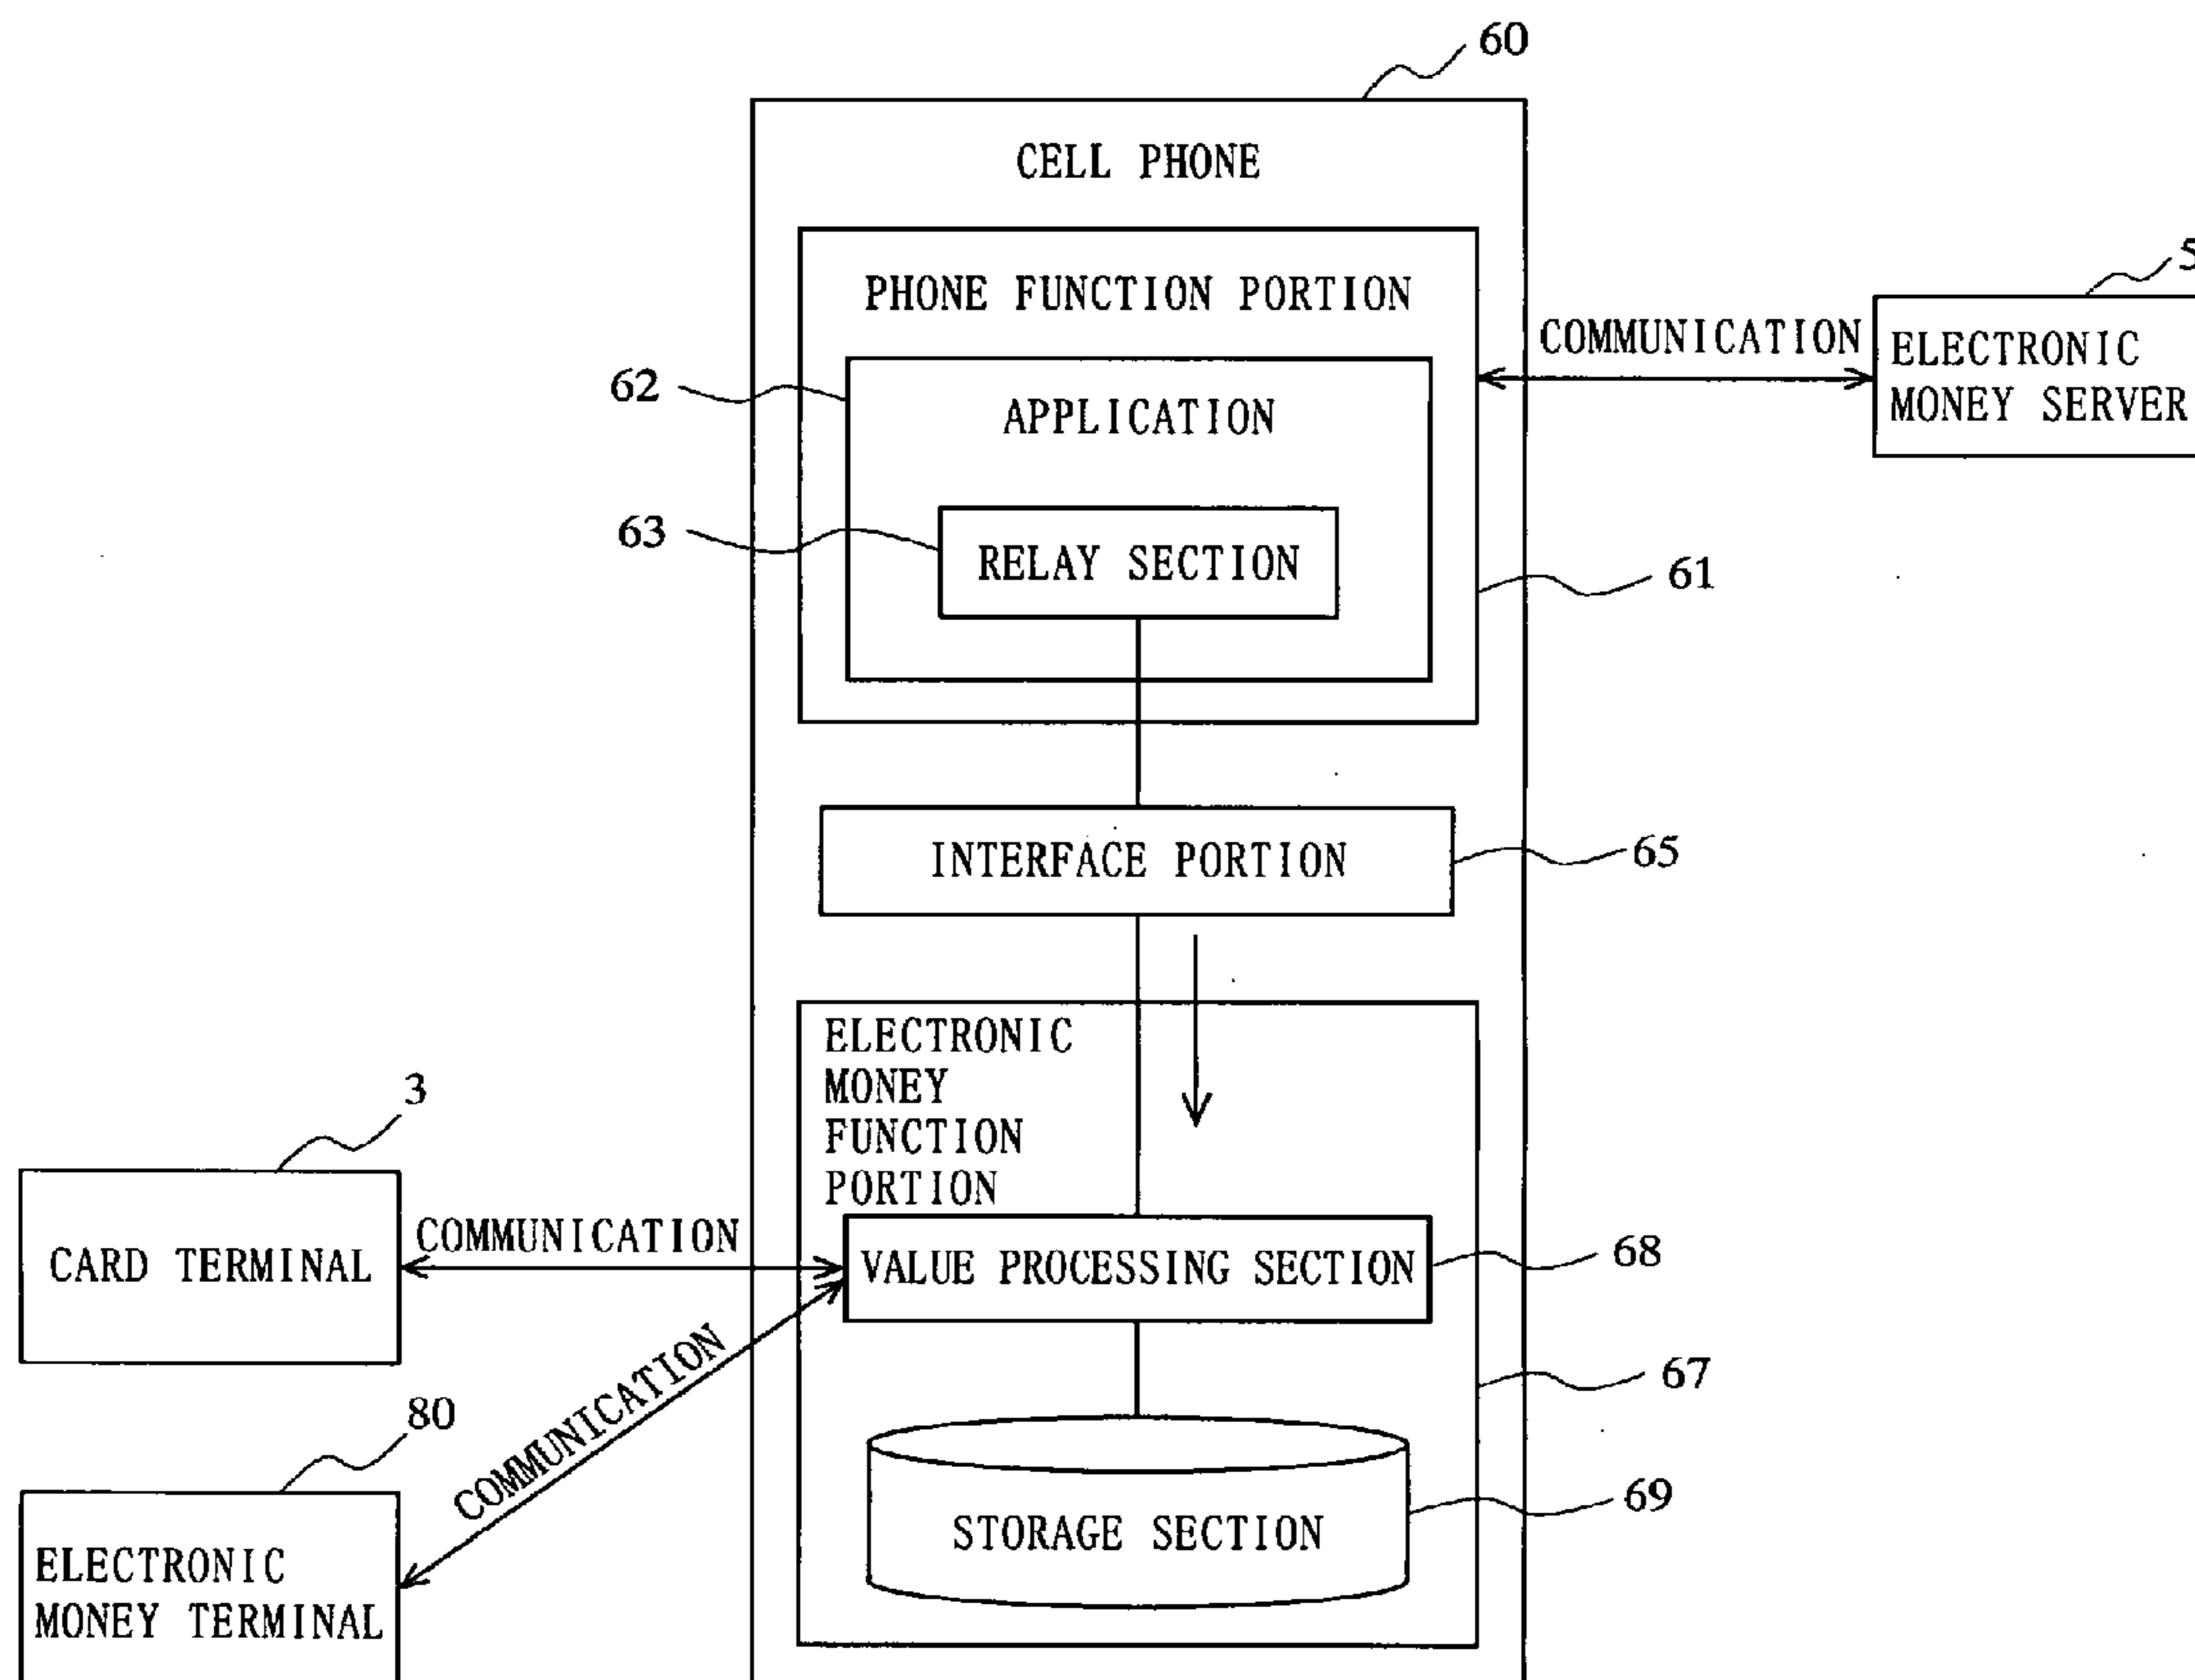 60
CELL PHONE
PHONE FUNCTION PORTION
5
COMMUNICATION
ELECTRONIC
MONEY SERVER
62
APPLICATION
63
RELAY SECTION
61
INTERFACE PORTION
65
ELECTRONIC
MONEY
FUNCTION
PORTION
3
CARD TERMINAL
COMMUNICATION
VALUE PROCESSING SECTION
68
COMMUNICATION
67
80
ELECTRONIC
MONEY TERMINAL
STORAGE SECTION
69